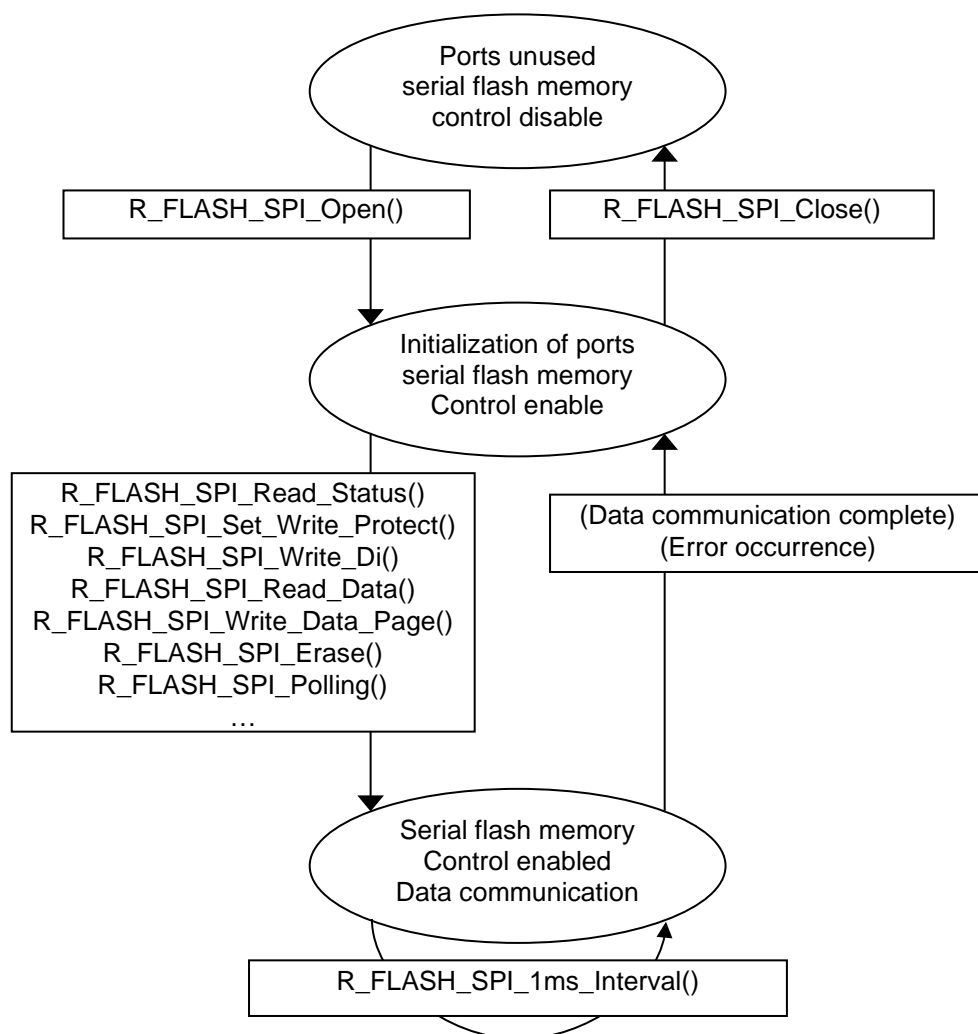 Ports unused
serial flash memory
control disable
R_FLASH_SPI_Open()
R_FLASH_SPI_Close()
Initialization of ports
serial flash memory
Control enable
R_FLASH_SPI_Read_Status()
R_FLASH_SPI_Set_Write_Protect()
R_FLASH_SPI_Write_Di()
R_FLASH_SPI_Read_Data()
R_FLASH_SPI_Write_Data_Page()
R_FLASH_SPI_Erase()
R_FLASH_SPI_Polling()
…
(Data communication complete)
(Error occurrence)
Serial flash memory
Control enabled
Data communication
R_FLASH_SPI_1ms_Interval()